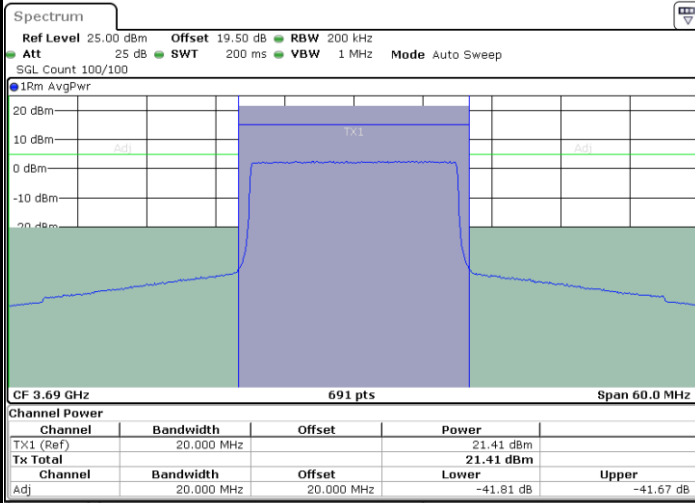 Spectrum
Ref Level 25.00 dBm Offset 19.50 dB RBW 200 kHz
Att 25 dB SWT 200 ms VBW 1 MHz Mode Auto Sweep
SGL Count 100/100
1Rm AvgPwr
20 dBm
TX1
10 dBm
Adj Adj
0 dBm
-10 dBm
-20 dBm
CF 3.69 GHz 691 pts Span 60.0 MHz
Channel Power
Channel Bandwidth Offset Power
TX1 (Ref) 20.000 MHz 21.41 dBm
Tx Total 21.41 dBm
Channel Bandwidth Offset Lower Upper
Adj 20.000 MHz 20.000 MHz -41.81 dB -41.67 dB